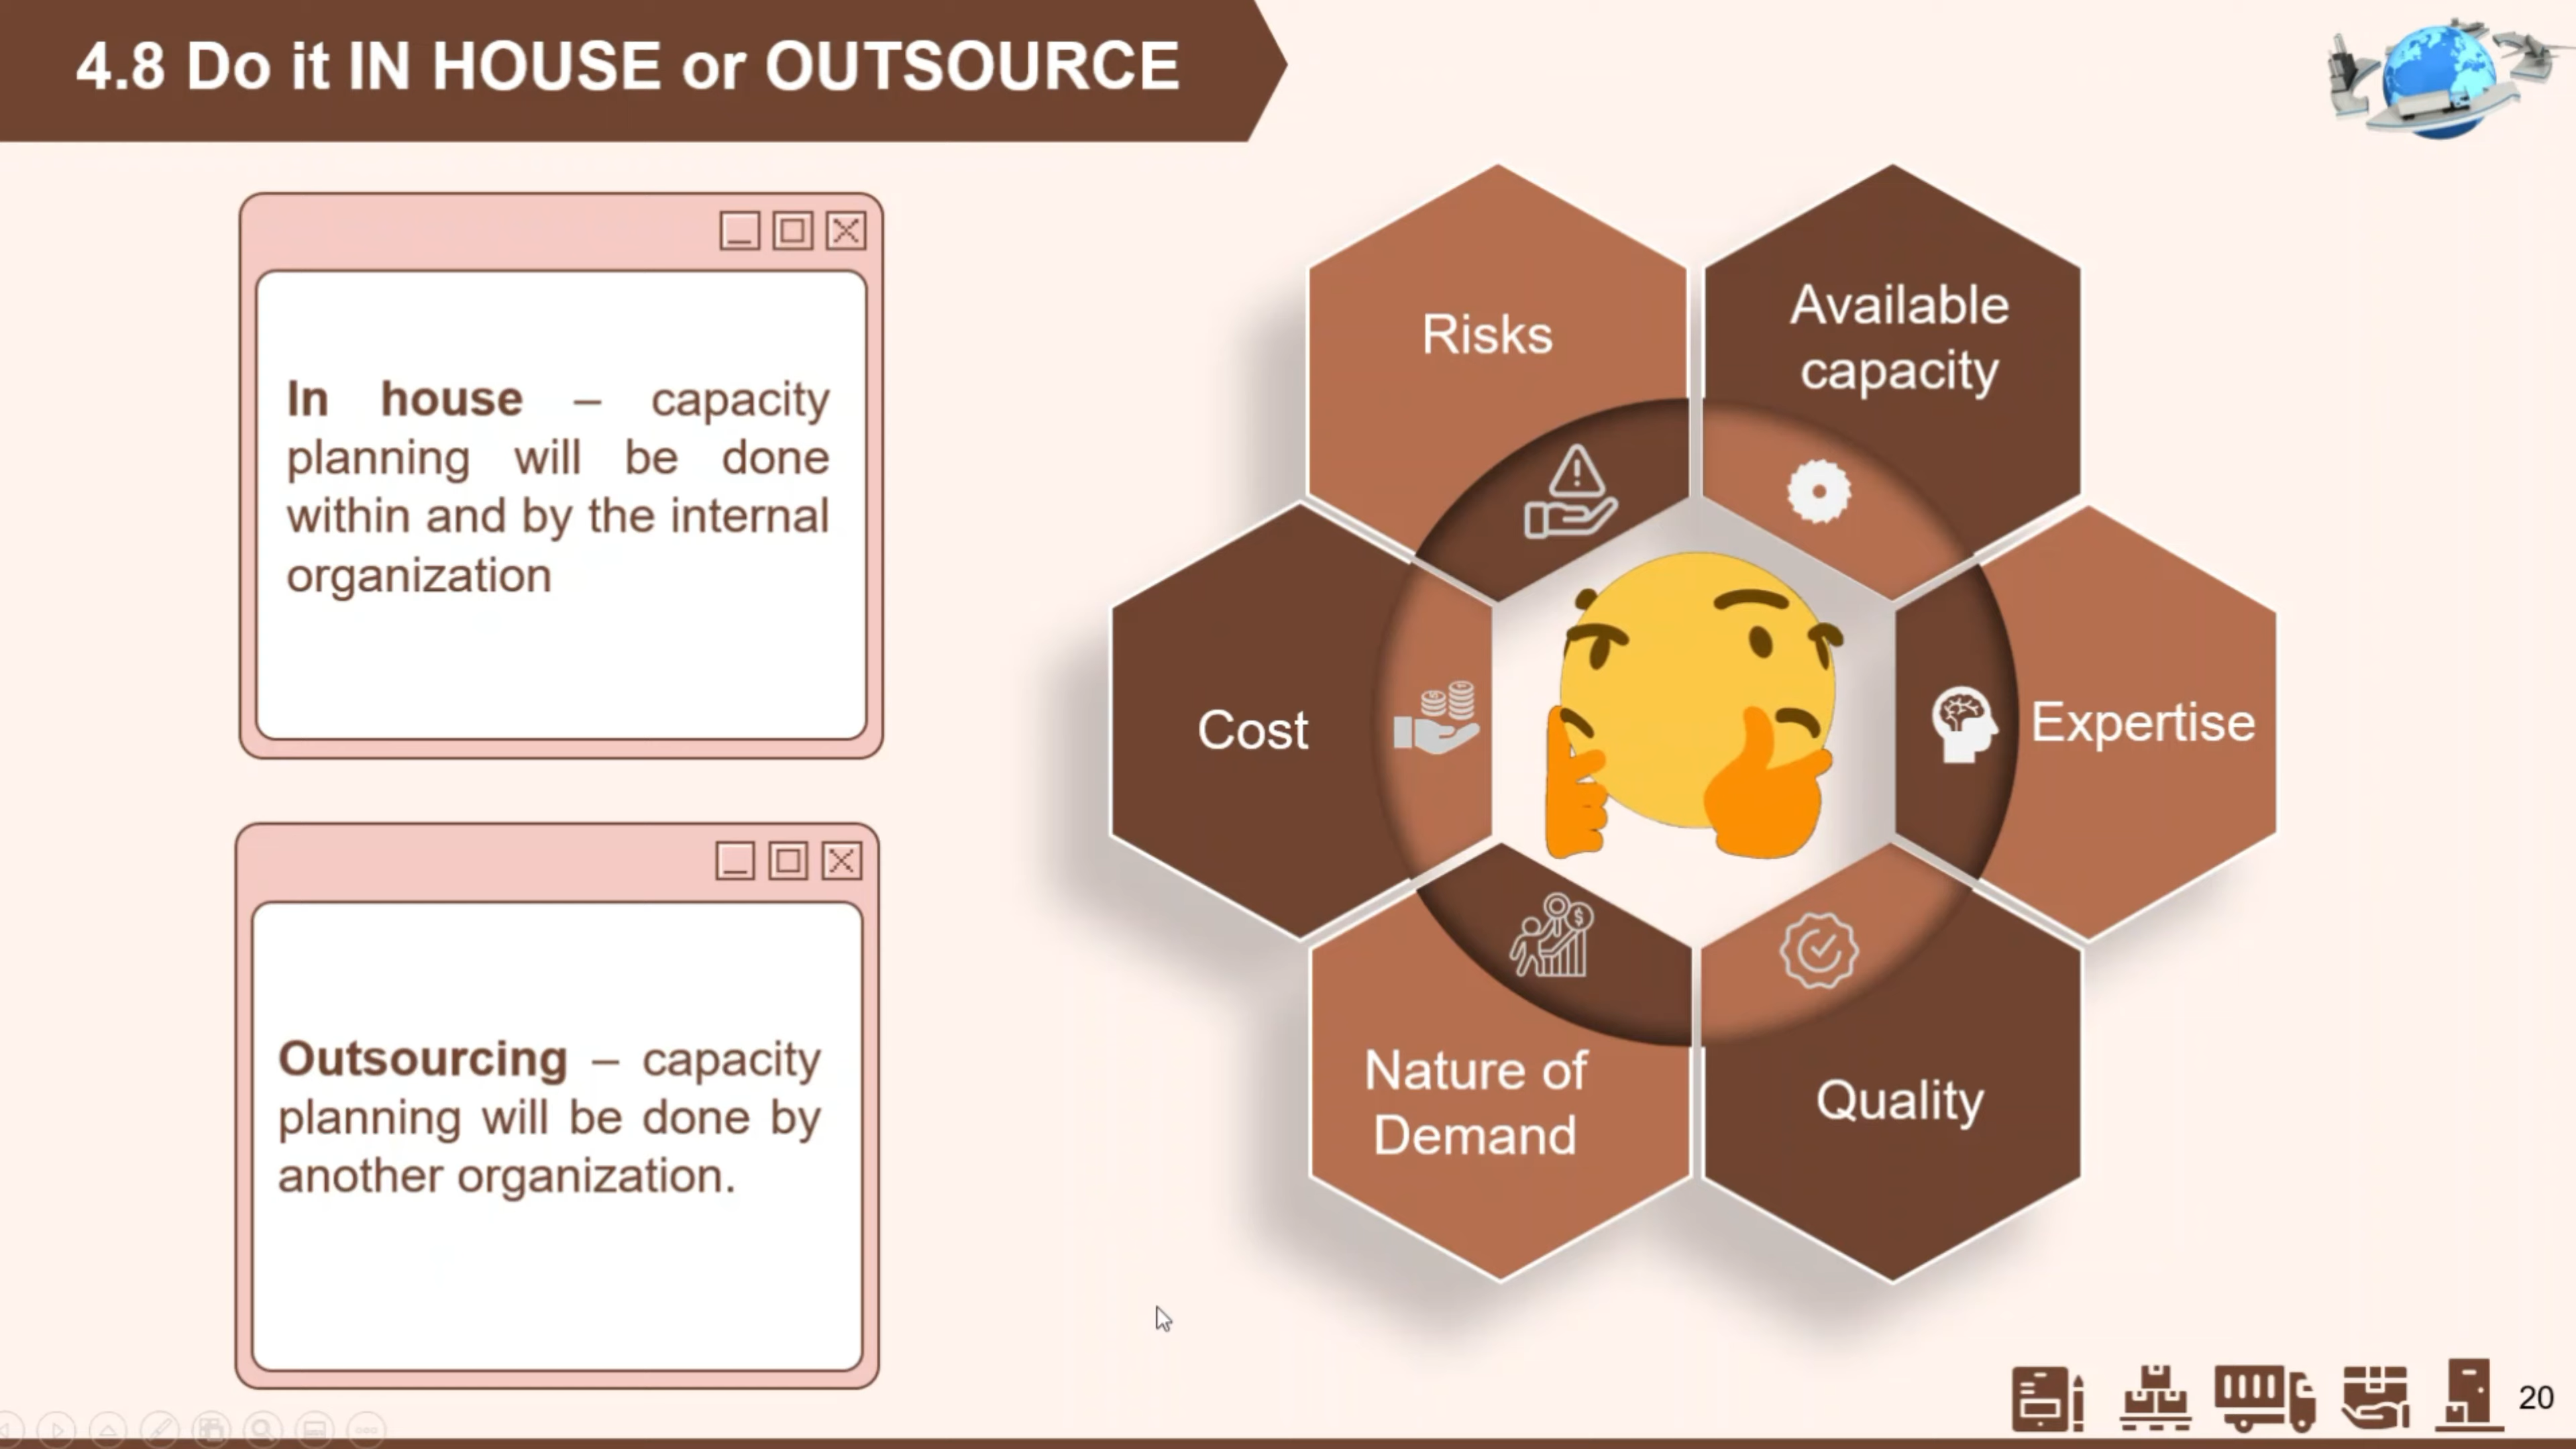 4.8 Do it IN HOUSE or OUTSOURCE
In house – capacity
planning will be done
within and by the internal
organization
Outsourcing – capacity
planning will be done by
another organization.
Risks
Available
capacity
Cost
Expertise
Nature of
Demand
Quality
20